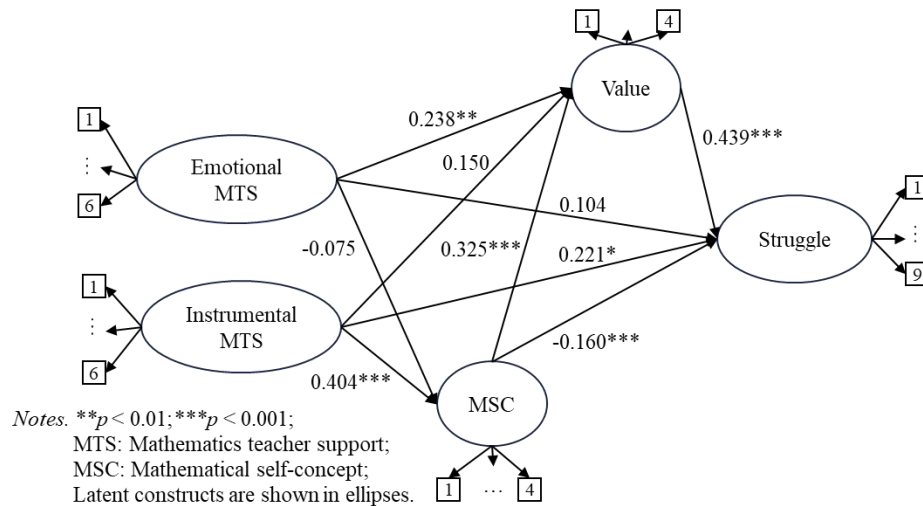 1 4
Value
0.238**
0.439***
1
⋮
6
Emotional
MTS
0.150
0.104
1
⋮
9
Struggle
-0.075
0.325***
0.221*
1
⋮
6
Instrumental
MTS
-0.160***
0.404***
MSC
1 … 4
Notes. **p < 0.01; ***p < 0.001;
MTS: Mathematics teacher support;
MSC: Mathematical self-concept;
Latent constructs are shown in ellipses.